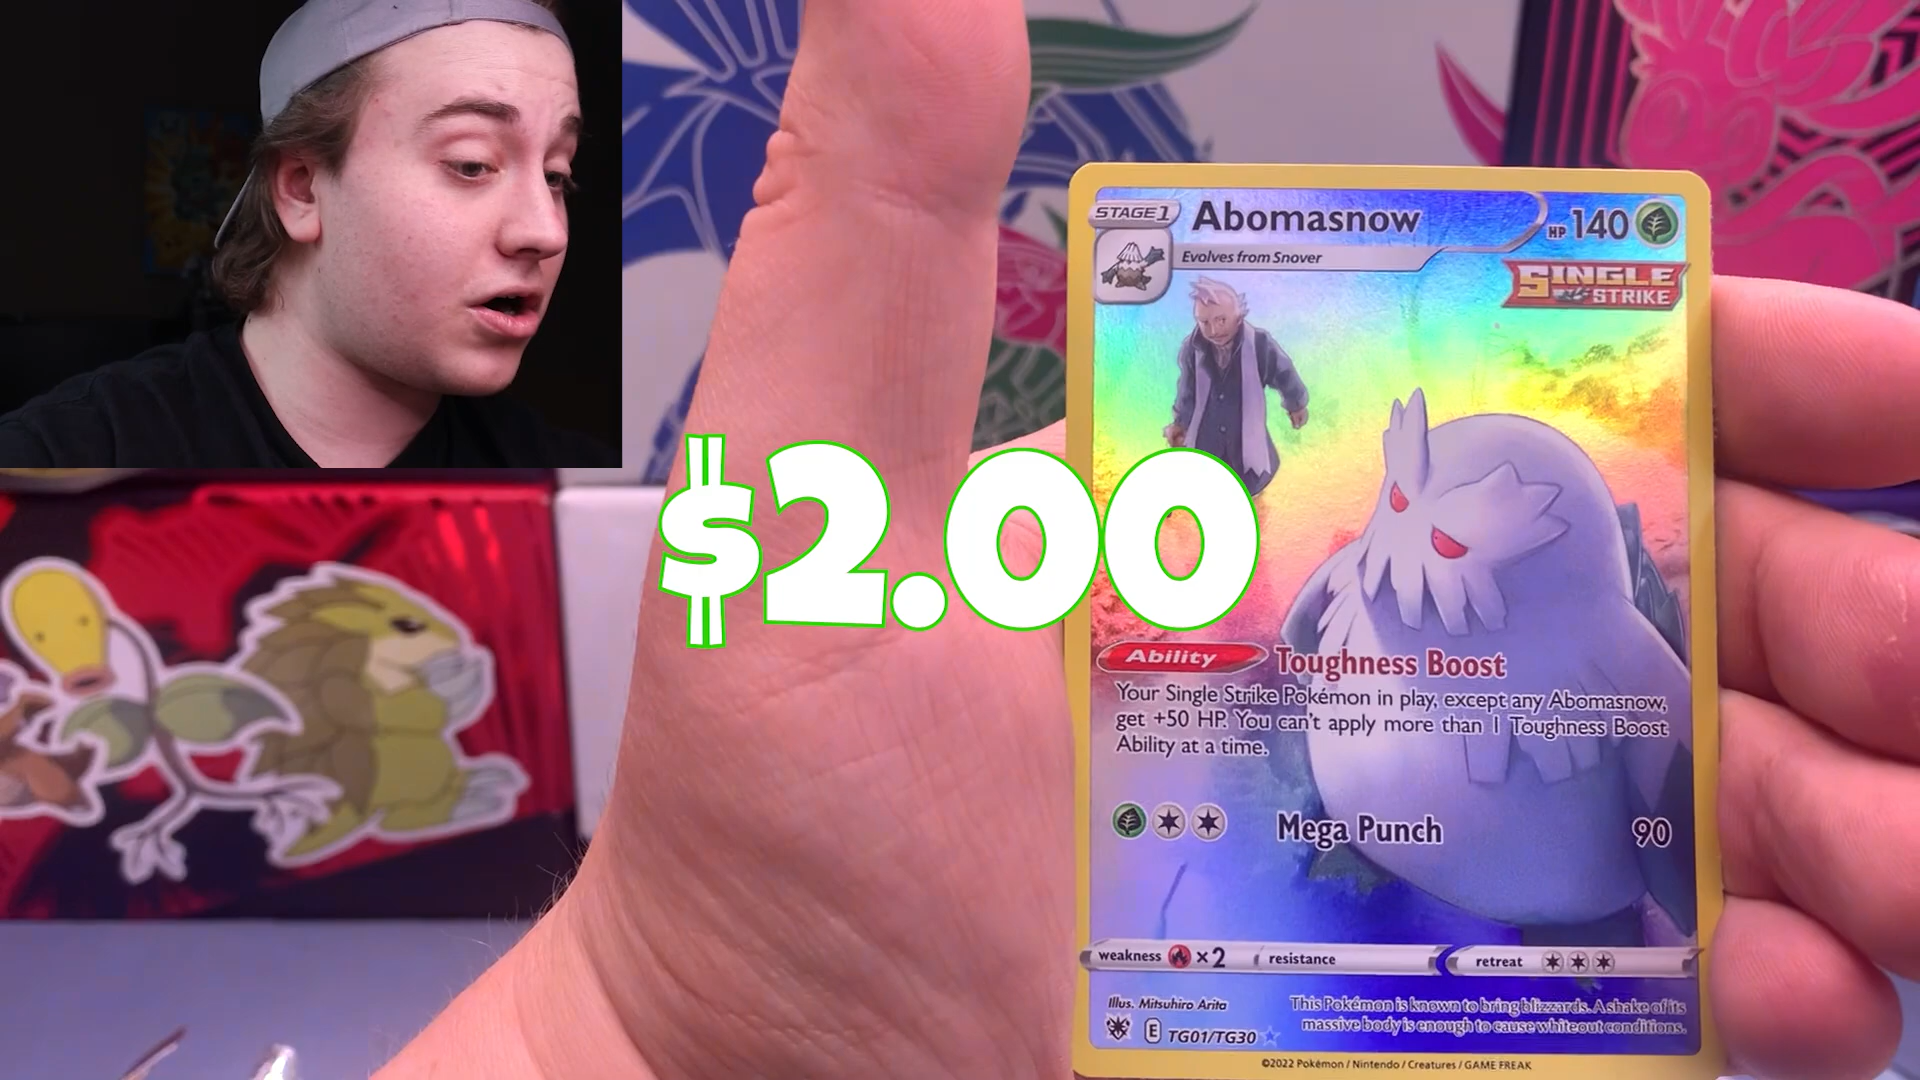 STAGE 1
Abomasnow
HP 140
Evolves from Snover
SINGLE
STRIKE
$2.00
Ability
Toughness Boost
Your Single Strike Pokémon in play, except any Abomasnow,
get +50 HP. You can't apply more than 1 Toughness Boost
Ability at a time.
Mega Punch 90
weakness ×2 resistance retreat
Illus. Mitsuhiro Arita
E TG01/TG30
This Pokémon is known to bring blizzards. A shake of its
massive body is enough to cause whiteout conditions.
©2022 Pokémon / Nintendo / Creatures / GAME FREAK